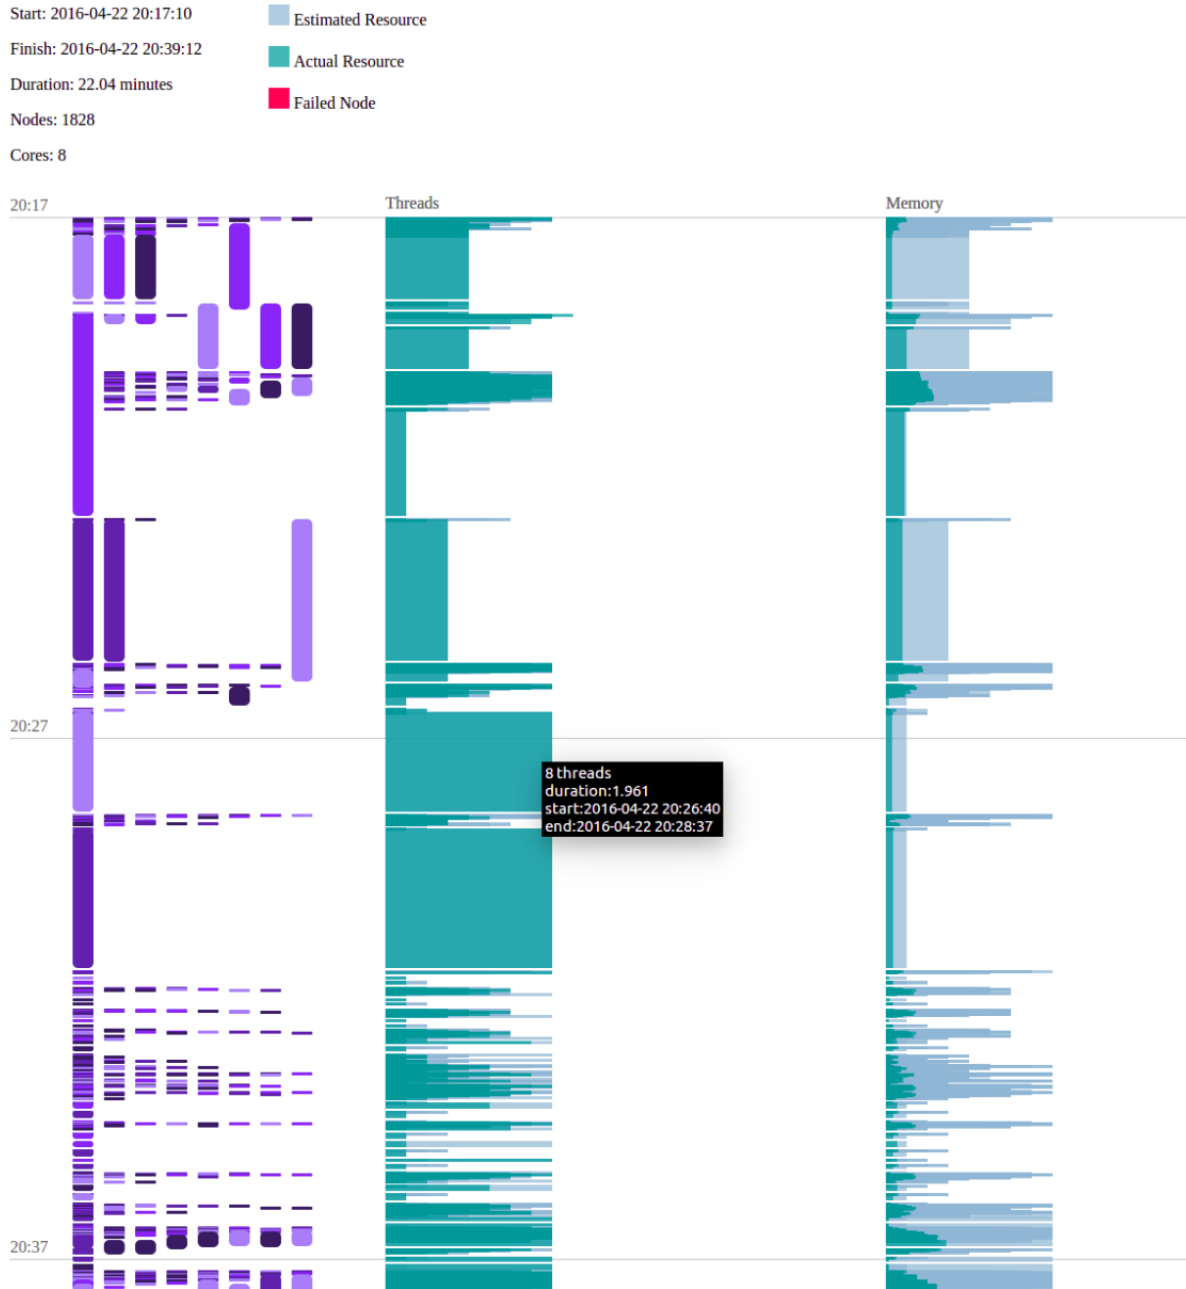 Start: 2016-04-22 20:17:10
Estimated Resource
Finish: 2016-04-22 20:39:12
Actual Resource
Duration: 22.04 minutes
Failed Node
Nodes: 1828
Cores: 8
20:17
Threads
Memory
20:27
8 threads
duration:1.961
start:2016-04-22 20:26:40
end:2016-04-22 20:28:37
20:37